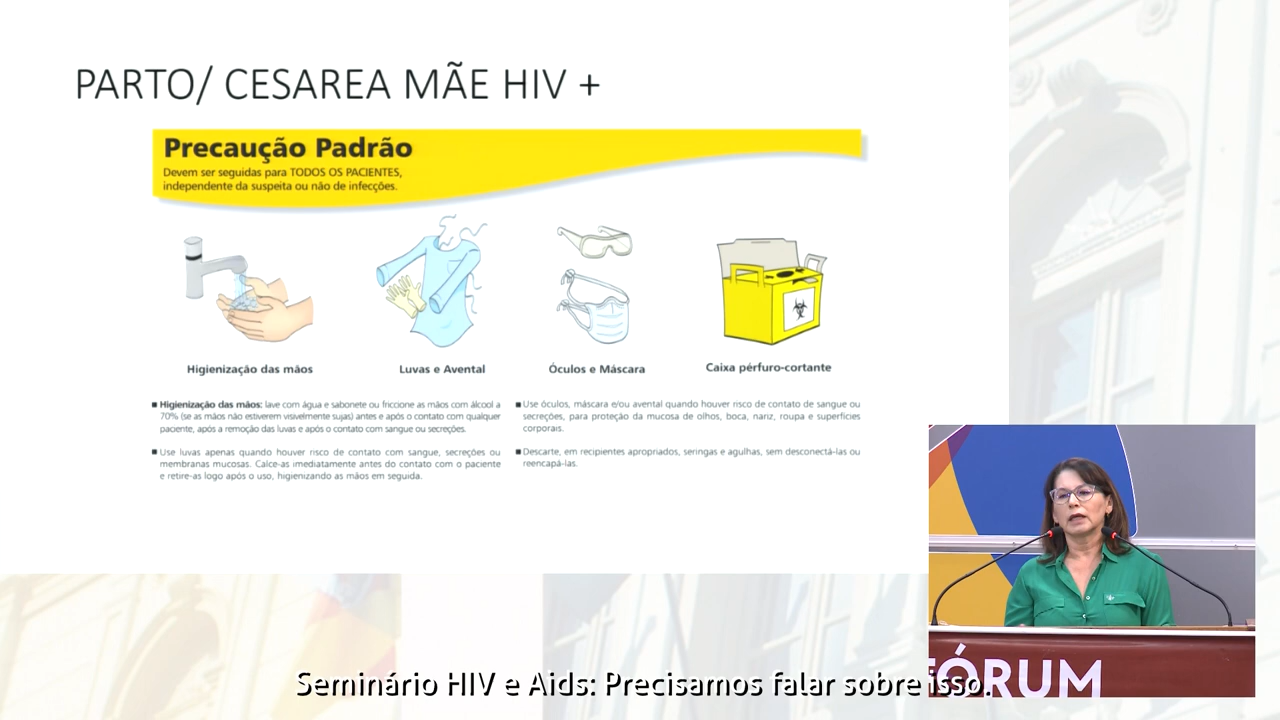 PARTO/ CESAREA MÃE HIV +
Precaução Padrão
Devem ser seguidas para TODOS OS PACIENTES,
independente da suspeita ou não de infecções.
Higienização das mãos
Luvas e Avental
Óculos e Máscara
Caixa pérfuro-cortante
■ Higienização das mãos: lave com água e sabonete ou friccione as mãos com álcool a
70% (se as mãos não estiverem visivelmente sujas) antes e após o contato com qualquer
paciente, após a remoção das luvas e após o contato com sangue ou secreções.
■ Use luvas apenas quando houver risco de contato com sangue, secreções ou
membranas mucosas. Calce-as imediatamente antes do contato com o paciente
e retire-as logo após o uso, higienizando as mãos em seguida.
■ Use óculos, máscara e/ou avental quando houver risco de contato de sangue ou
secreções, para proteção da mucosa de olhos, boca, nariz, roupa e superfícies
corporais.
■ Descarte, em recipientes apropriados, seringas e agulhas, sem desconectá-las ou
reencapá-las.
FÓRUM
Seminário HIV e Aids: Precisamos falar sobre isso.